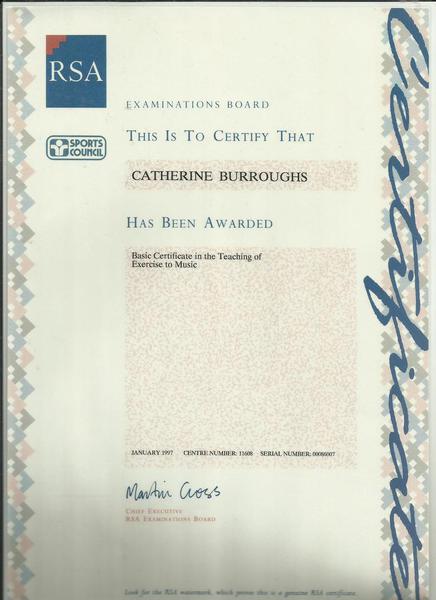 RSA
EXAMINATIONS BOARD
THIS IS TO CERTIFY THAT
SPORTS
COUNCIL
CATHERINE BURROUGHS
HAS BEEN AWARDED
Basic Certificate in the Teaching of
Exercise to Music
JANUARY 1997 CENTRE NUMBER: 11608 SERIAL NUMBER: 00086007
Martin Cross
CHIEF EXECUTIVE
RSA EXAMINATIONS BOARD
Look for the RSA watermark, which proves this is a genuine RSA certificate.
Certificate